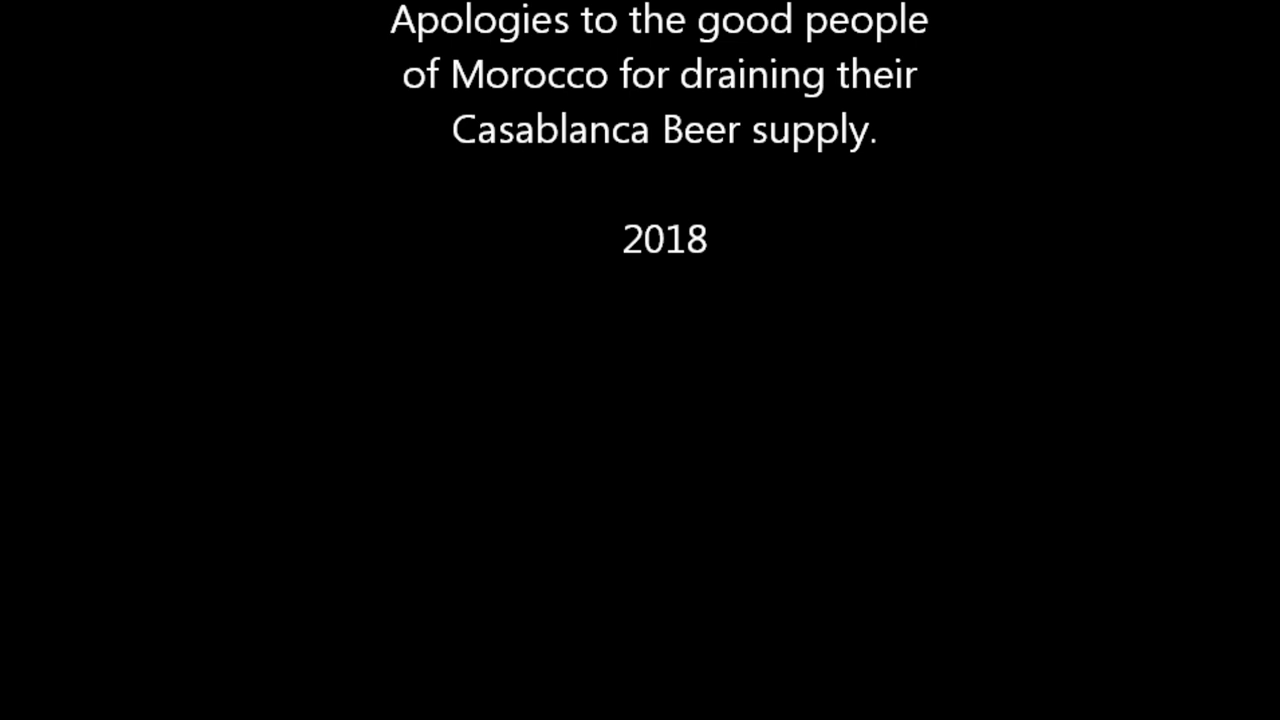 Apologies to the good people
of Morocco for draining their
Casablanca Beer supply.
2018